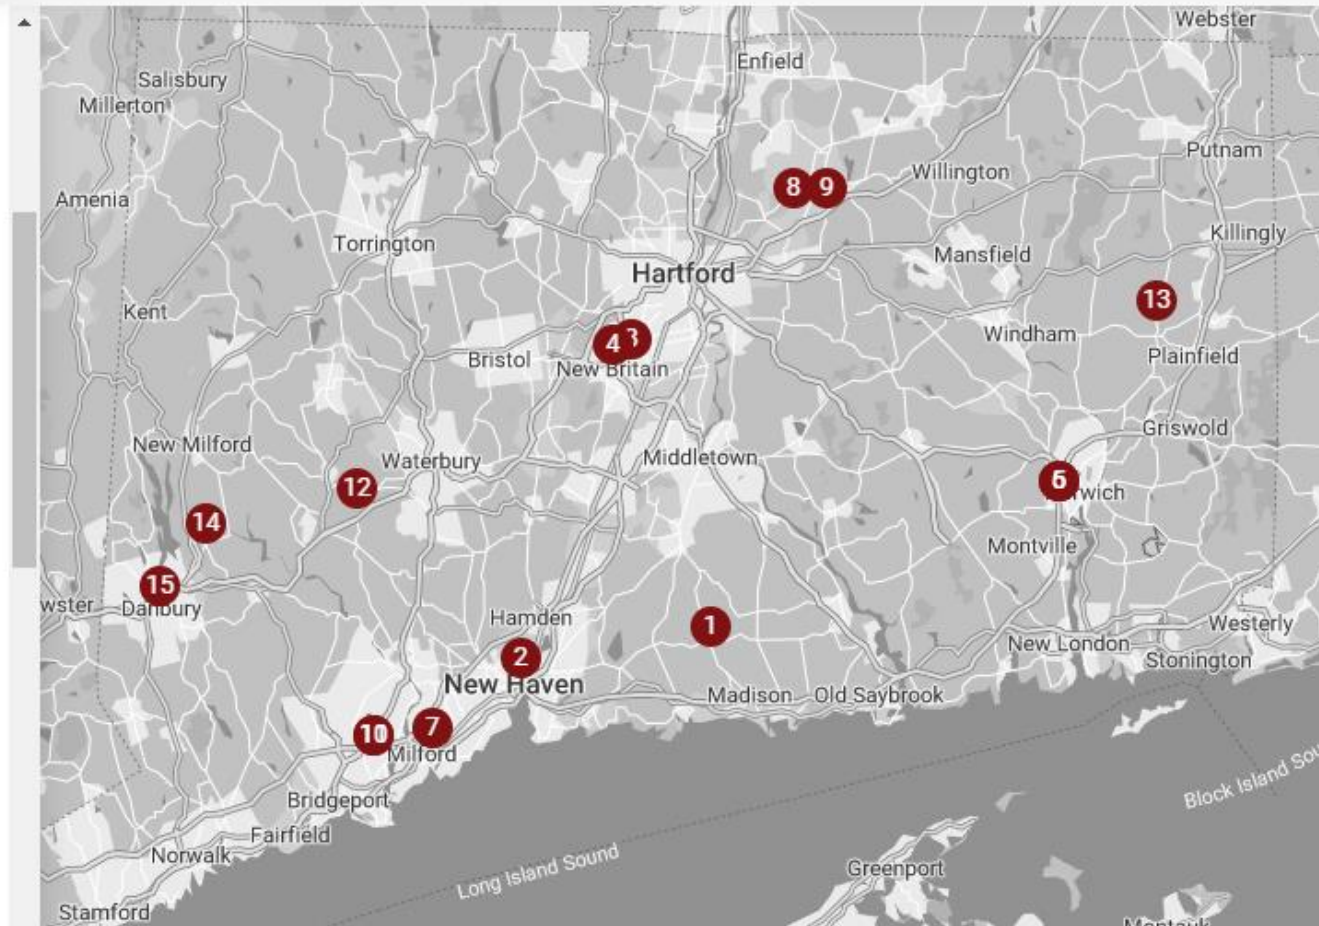 Webster
Enfield
Salisbury
Millerton
Putnam
Willington
8
9
Amenia
Killingly
Torrington
Mansfield
Hartford
13
Kent
Windham
4
3
Plainfield
Bristol
New Britain
Griswold
New Milford
Middletown
Waterbury
12
14
Montville
15
Danbury
Hamden
1
Westerly
New London
2
Stonington
New Haven
Madison
Old Saybrook
7
10
Milford
Block Island
Bridgeport
Fairfield
Norwalk
Long Island Sound
Greenport
Stamford